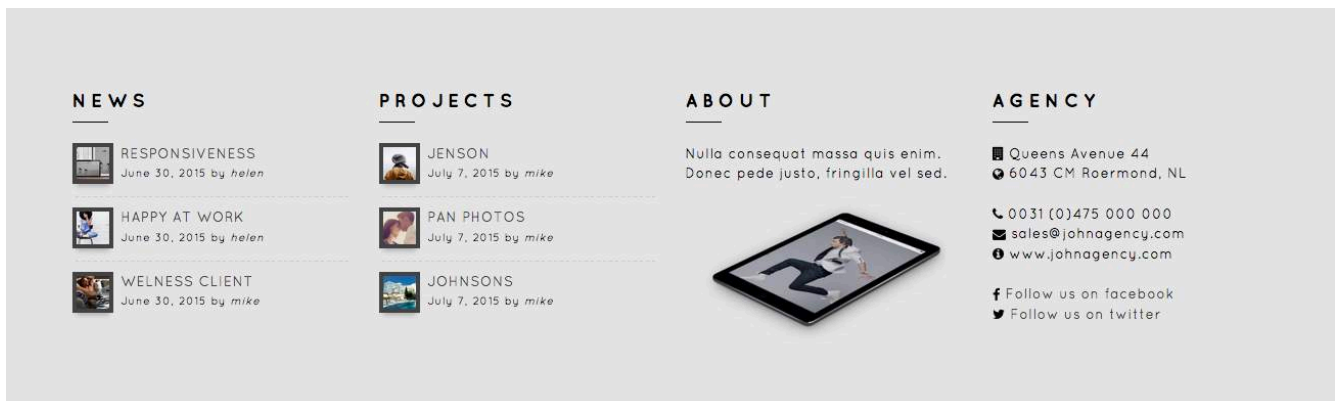 NEWS
RESPONSIVENESS
June 30, 2015 by helen
HAPPY AT WORK
June 30, 2015 by helen
WELNESS CLIENT
June 30, 2015 by mike
PROJECTS
JENSON
July 7, 2015 by mike
PAN PHOTOS
July 7, 2015 by mike
JOHNSONS
July 7, 2015 by mike
ABOUT
Nulla consequat massa quis enim.
Donec pede justo, fringilla vel sed.
AGENCY
Queens Avenue 44
6043 CM Roermond, NL
0031 (0)475 000 000
sales@johnagency.com
www.johnagency.com
Follow us on facebook
Follow us on twitter